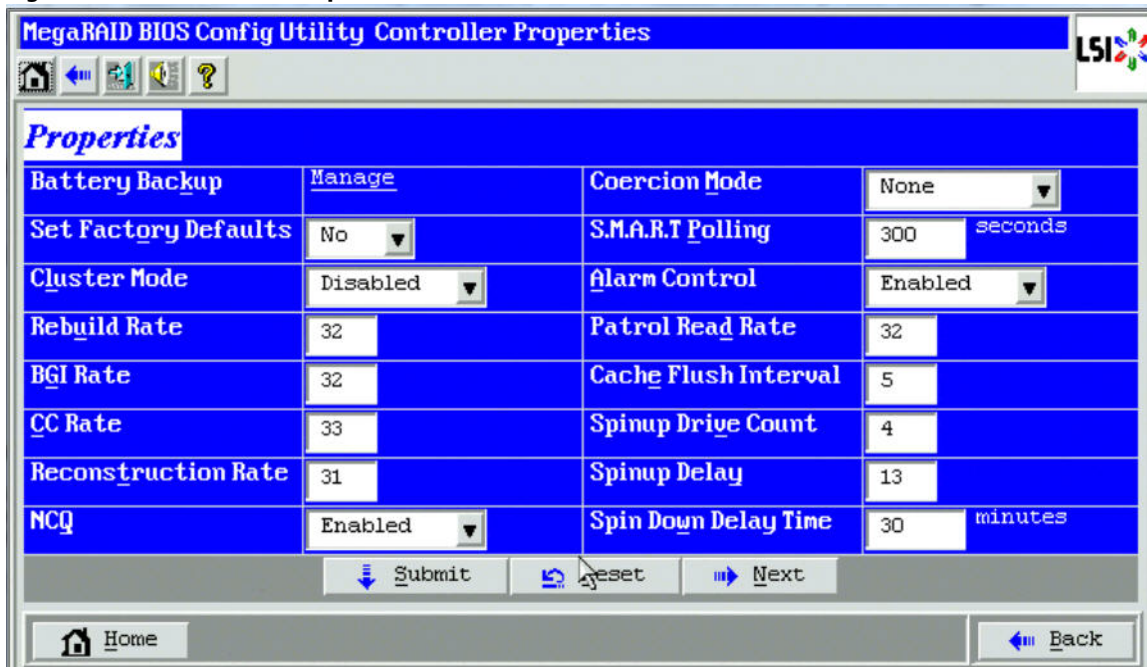 MegaRAID BIOS Config Utility Controller Properties
LSI
Properties
Battery Backup Manage Coercion Mode None
Set Factory Defaults No S.M.A.R.T Polling 300 seconds
Cluster Mode Disabled Alarm Control Enabled
Rebuild Rate 32 Patrol Read Rate 32
BGI Rate 32 Cache Flush Interval 5
CC Rate 33 Spinup Drive Count 4
Reconstruction Rate 31 Spinup Delay 13
NCQ Enabled Spin Down Delay Time 30 minutes
Submit Reset Next
Home Back